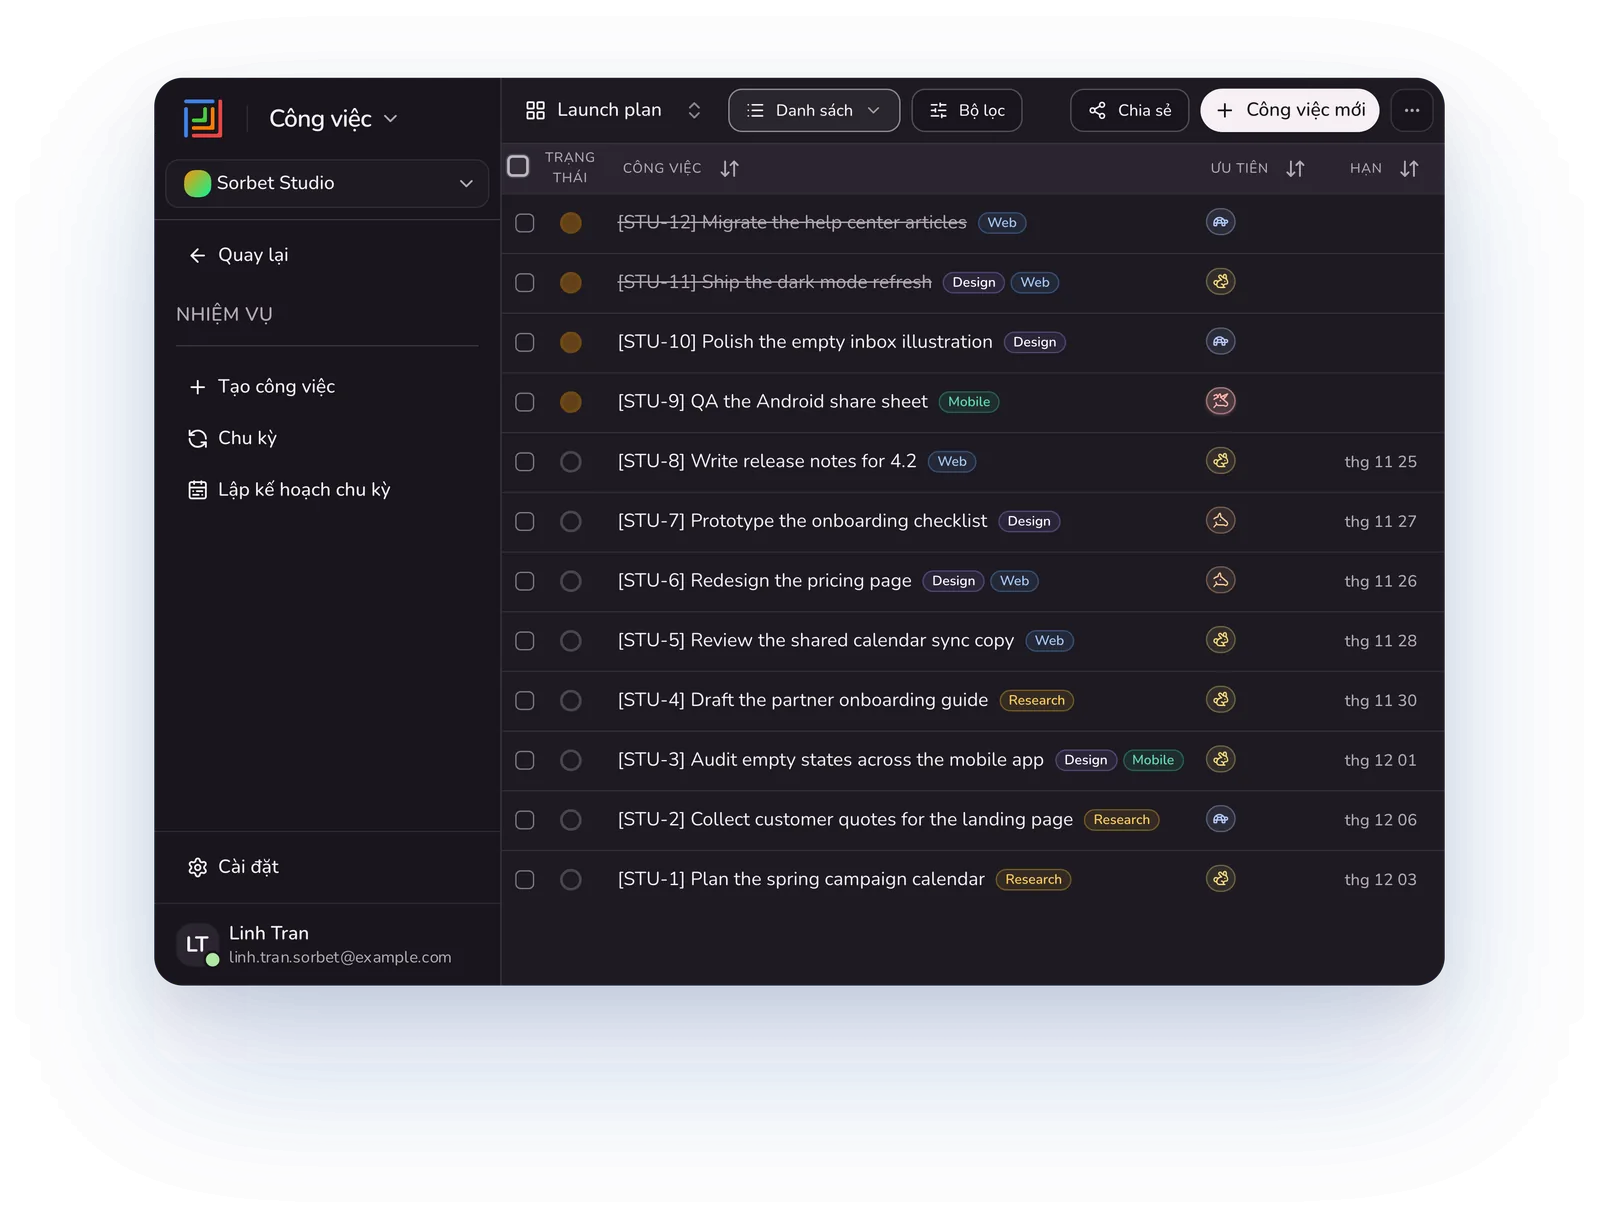 Công việc
Sorbet Studio
Quay lại
NHIỆM VỤ
Tạo công việc
Chu kỳ
Lập kế hoạch chu kỳ
Cài đặt
LT
Linh Tran
linh.tran.sorbet@example.com
Launch plan
Danh sách
Bộ lọc
Chia sẻ
Công việc mới
TRẠNG
THÁI
CÔNG VIỆC
ƯU TIÊN
HẠN
[STU-12] Migrate the help center articles Web
[STU-11] Ship the dark mode refresh Design Web
[STU-10] Polish the empty inbox illustration Design
[STU-9] QA the Android share sheet Mobile
[STU-8] Write release notes for 4.2 Web thg 11 25
[STU-7] Prototype the onboarding checklist Design thg 11 27
[STU-6] Redesign the pricing page Design Web thg 11 26
[STU-5] Review the shared calendar sync copy Web thg 11 28
[STU-4] Draft the partner onboarding guide Research thg 11 30
[STU-3] Audit empty states across the mobile app Design Mobile thg 12 01
[STU-2] Collect customer quotes for the landing page Research thg 12 06
[STU-1] Plan the spring campaign calendar Research thg 12 03